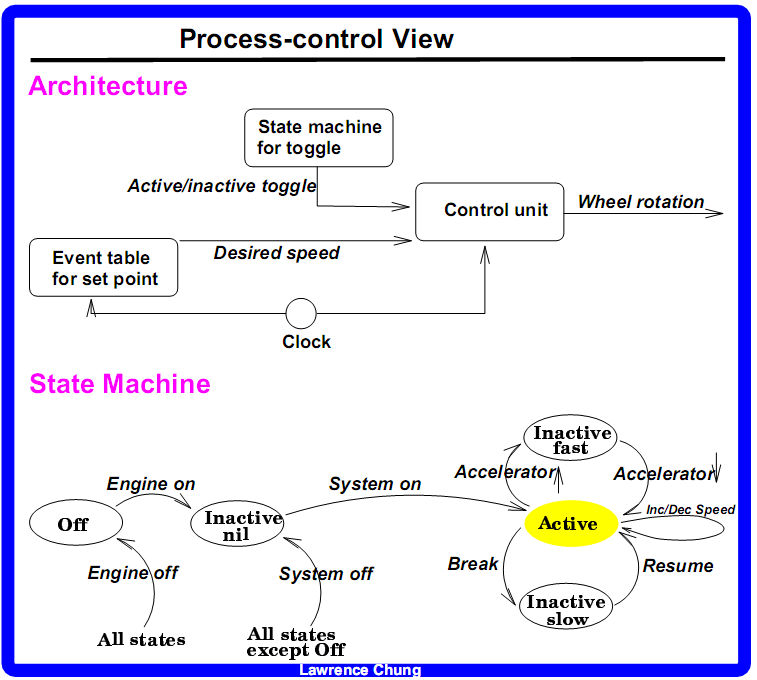 Process-control View
Architecture
State machine
for toggle
Active/inactive toggle
Control unit
Wheel rotation
Event table
for set point
Desired speed
Clock
State Machine
Inactive
fast
Engine on
System on
Accelerator
Accelerator
Off
Inactive
nil
Active
Inc/Dec Speed
Engine off
System off
Break
Resume
Inactive
slow
All states
All states
except Off
Lawrence Chung